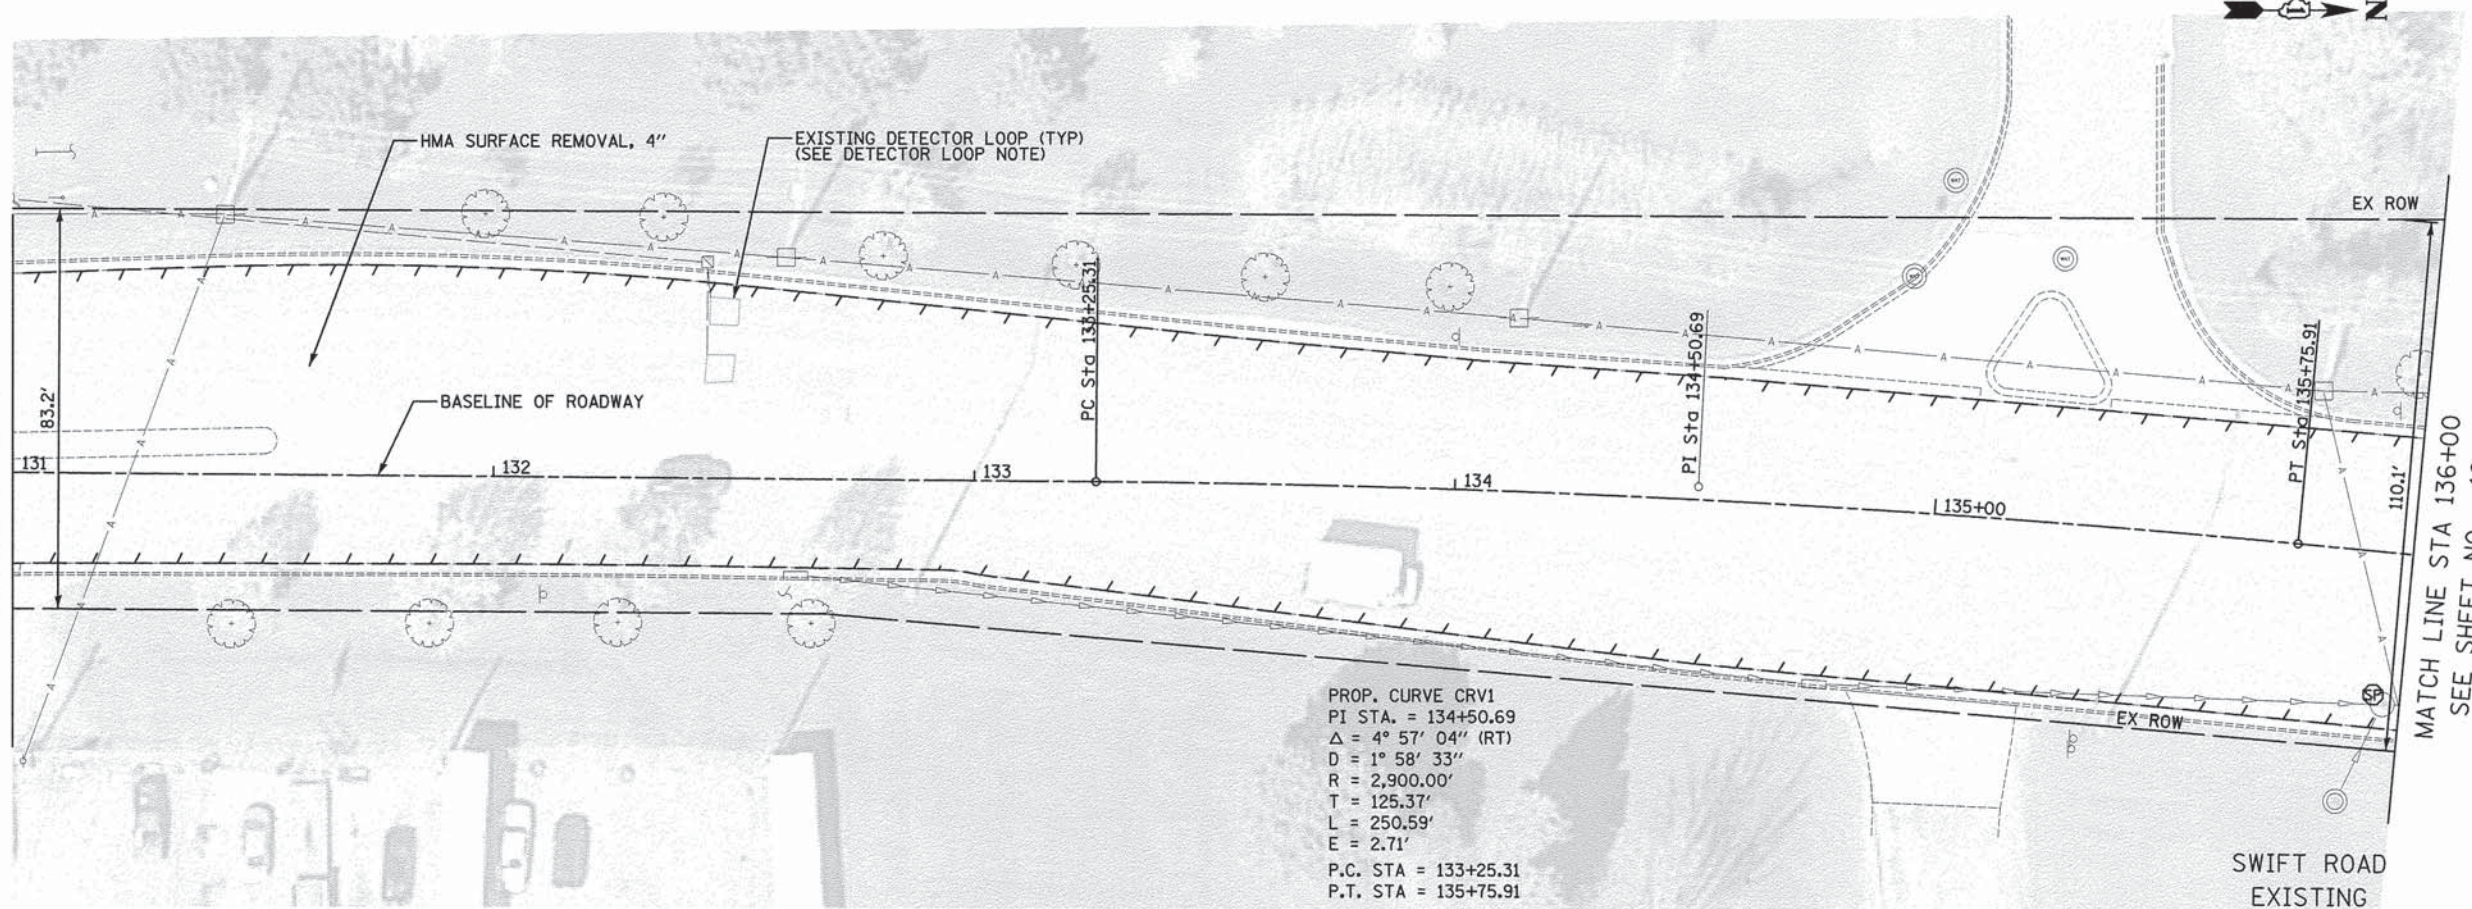 N
HMA SURFACE REMOVAL, 4"
EXISTING DETECTOR LOOP (TYP)
(SEE DETECTOR LOOP NOTE)
EX ROW
83.2'
BASELINE OF ROADWAY
PC Sta 133+25.31
PI Sta 134+50.69
PT Sta 135+75.91
131
132
133
134
135+00
110.1'
MATCH LINE STA 136+00
SEE SHEET NO.
SP
EX ROW
PROP. CURVE CRV1
PI STA. = 134+50.69
Δ = 4° 57' 04" (RT)
D = 1° 58' 33"
R = 2,900.00'
T = 125.37'
L = 250.59'
E = 2.71'
P.C. STA = 133+25.31
P.T. STA = 135+75.91
SWIFT ROAD
EXISTING